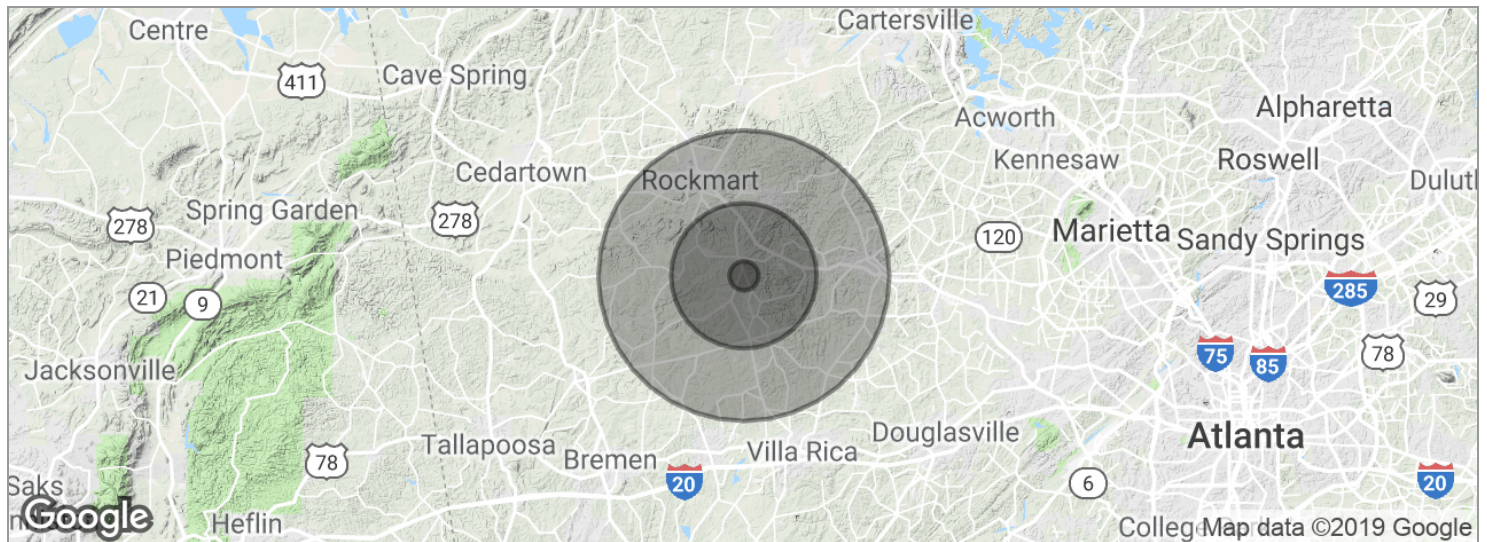 Cartersville
Centre
411
Cave Spring
Alpharetta
Acworth
Kennesaw
Roswell
Cedartown
Rockmart
Dulutl
Spring Garden
278
278
120
Marietta
Sandy Springs
Piedmont
21
9
285
29
75
85
78
Jacksonville
Atlanta
Douglasville
Tallapoosa
Bremen
Villa Rica
78
20
6
20
Saks
Google
Heflin
College
Map data ©2019 Google